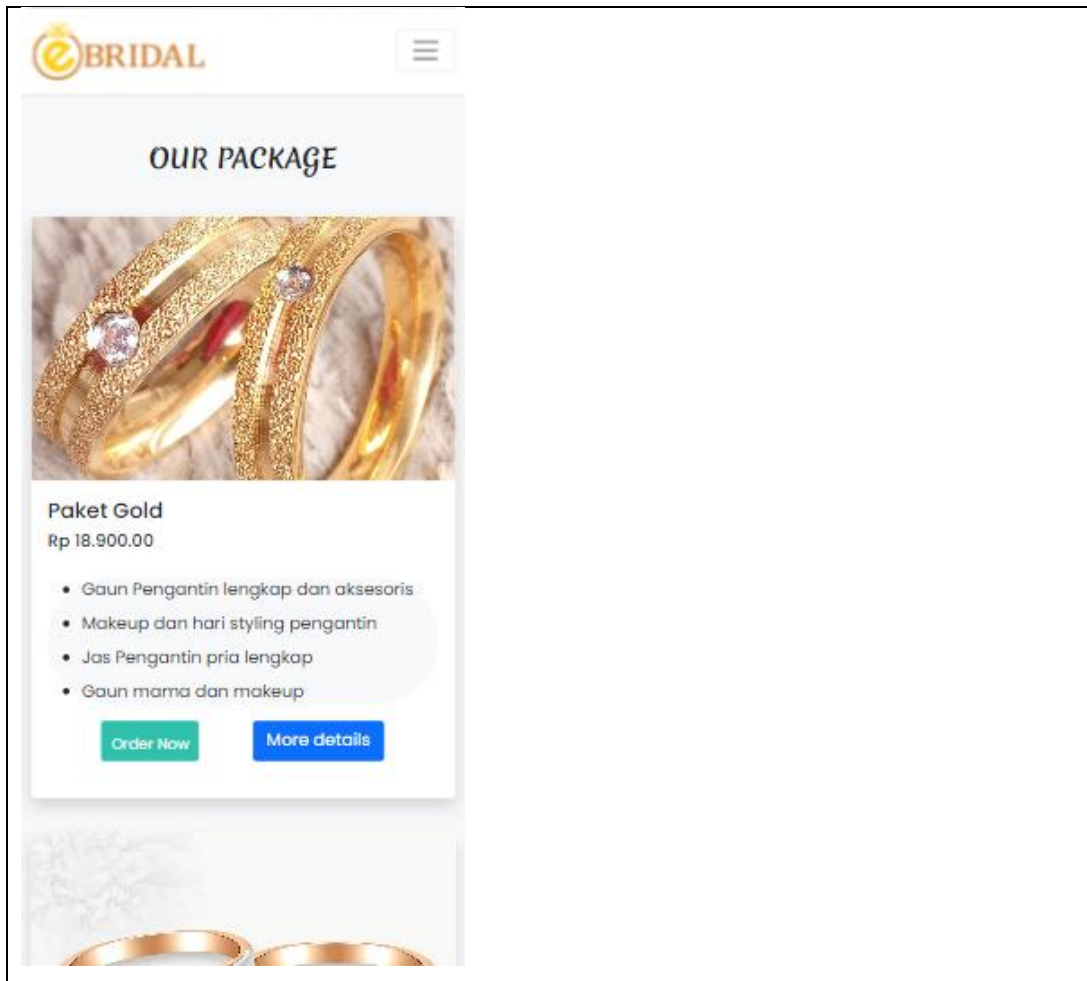 eBRIDAL
OUR PACKAGE
Paket Gold
Rp 18.900.00
Gaun Pengantin lengkap dan aksesoris
Makeup dan hari styling pengantin
Jas Pengantin pria lengkap
Gaun mama dan makeup
Order Now
More details